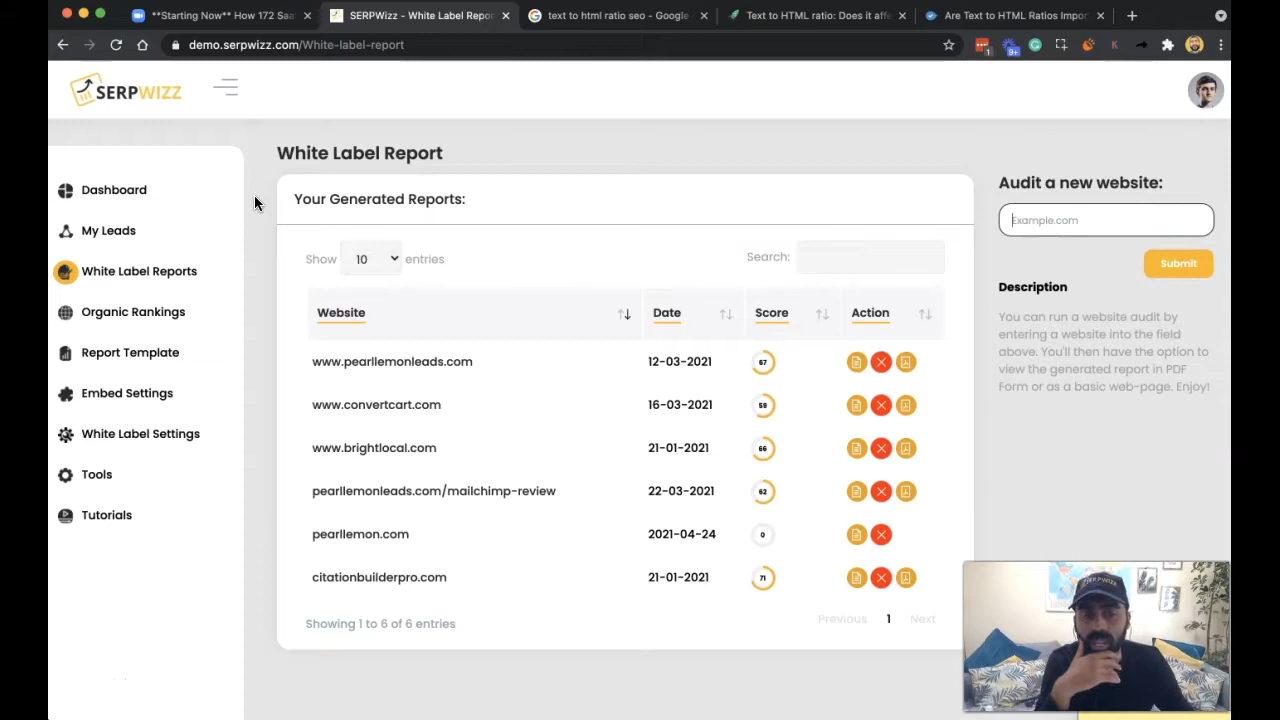 **Starting Now** How 172 Saa
SERPWizz - White Label Repor
text to html ratio seo - Google
Text to HTML ratio: Does it affe
Are Text to HTML Ratios Impor
demo.serpwizz.com/White-label-report
1
9+
K
SERPWIZZ
Dashboard
My Leads
White Label Reports
Organic Rankings
Report Template
Embed Settings
White Label Settings
Tools
Tutorials
White Label Report
Your Generated Reports:
Show 10 entries
Search:
Website Date Score Action
www.pearllemonleads.com 12-03-2021 67
www.convertcart.com 16-03-2021 59
www.brightlocal.com 21-01-2021 66
pearllemonleads.com/mailchimp-review 22-03-2021 62
pearllemon.com 2021-04-24 0
citationbuilderpro.com 21-01-2021 71
Showing 1 to 6 of 6 entries
Previous 1 Next
Audit a new website:
Example.com
Submit
Description
You can run a website audit by
entering a website into the field
above. You'll then have the option to
view the generated report in PDF
Form or as a basic web-page. Enjoy!
SERPWIZZ